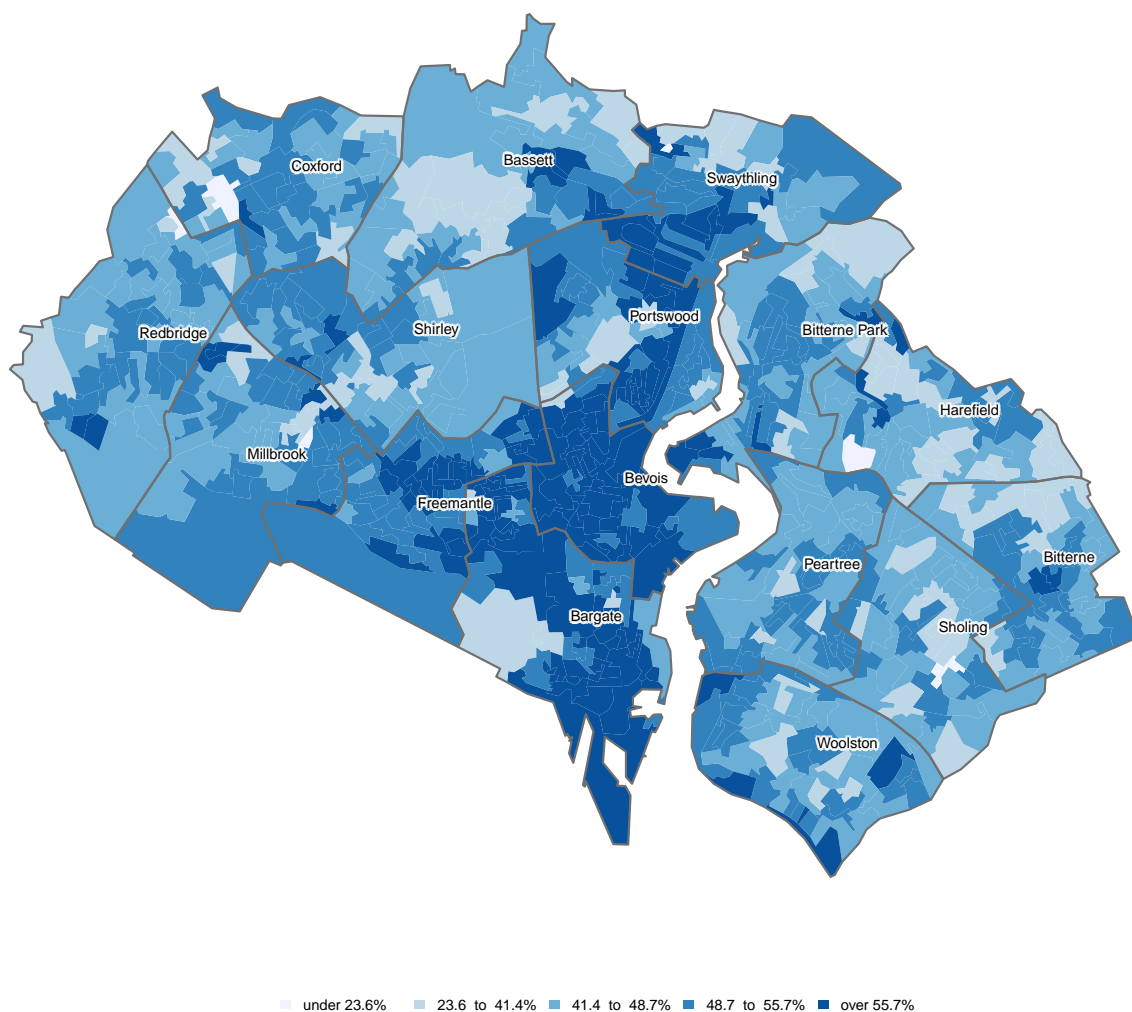 Coxford
Bassett
Swaythling
Redbridge
Shirley
Portswood
Bitterne Park
Harefield
Millbrook
Bevois
Freemantle
Bitterne
Peartree
Bargate
Sholing
Woolston
under 23.6% 23.6 to 41.4% 41.4 to 48.7% 48.7 to 55.7% over 55.7%